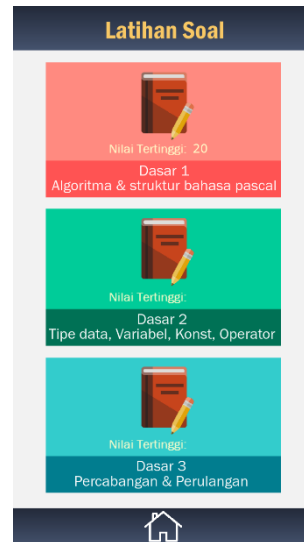 Latihan Soal
Nilai Tertinggi: 20
Dasar 1
Algoritma & struktur bahasa pascal
Nilai Tertinggi:
Dasar 2
Tipe data, Variabel, Konst, Operator
Nilai Tertinggi:
Dasar 3
Percabangan & Perulangan